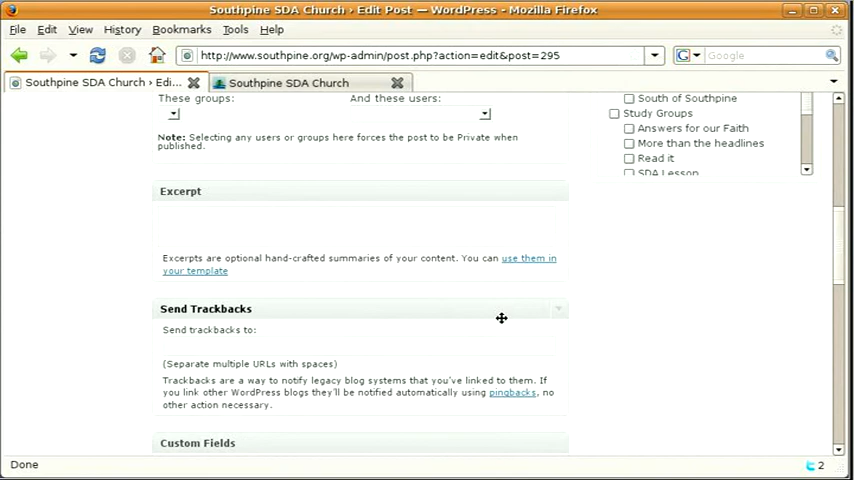 Southpine SDA Church › Edit Post — WordPress - Mozilla Firefox
File Edit View History Bookmarks Tools Help
http://www.southpine.org/wp-admin/post.php?action=edit&post=295
Google
Southpine SDA Church › Edi...
Southpine SDA Church
These groups: And these users:
South of Southpine
Study Groups
Answers for our Faith
More than the headlines
Read it
SDA Lesson
Note: Selecting any users or groups here forces the post to be Private when
published.
Excerpt
Excerpts are optional hand-crafted summaries of your content. You can use them in
your template
Send Trackbacks
Send trackbacks to:
(Separate multiple URLs with spaces)
Trackbacks are a way to notify legacy blog systems that you've linked to them. If
you link other WordPress blogs they'll be notified automatically using pingbacks, no
other action necessary.
Custom Fields
Done
2